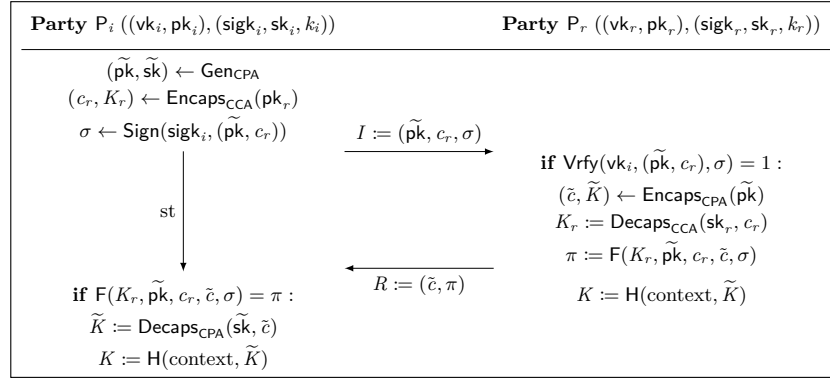 Party P_i ((vk_i, pk_i), (sigk_i, sk_i, k_i))
Party P_r ((vk_r, pk_r), (sigk_r, sk_r, k_r))
(p̃k, s̃k) ← Gen_CPA
(c_r, K_r) ← Encaps_CCA(pk_r)
σ ← Sign(sigk_i, (p̃k, c_r))
I := (p̃k, c_r, σ)
if Vrfy(vk_i, (p̃k, c_r), σ) = 1 :
(c̃, K̃) ← Encaps_CPA(p̃k)
K_r := Decaps_CCA(sk_r, c_r)
π := F(K_r, p̃k, c_r, c̃, σ)
K := H(context, K̃)
st
R := (c̃, π)
if F(K_r, p̃k, c_r, c̃, σ) = π :
K̃ := Decaps_CPA(s̃k, c̃)
K := H(context, K̃)